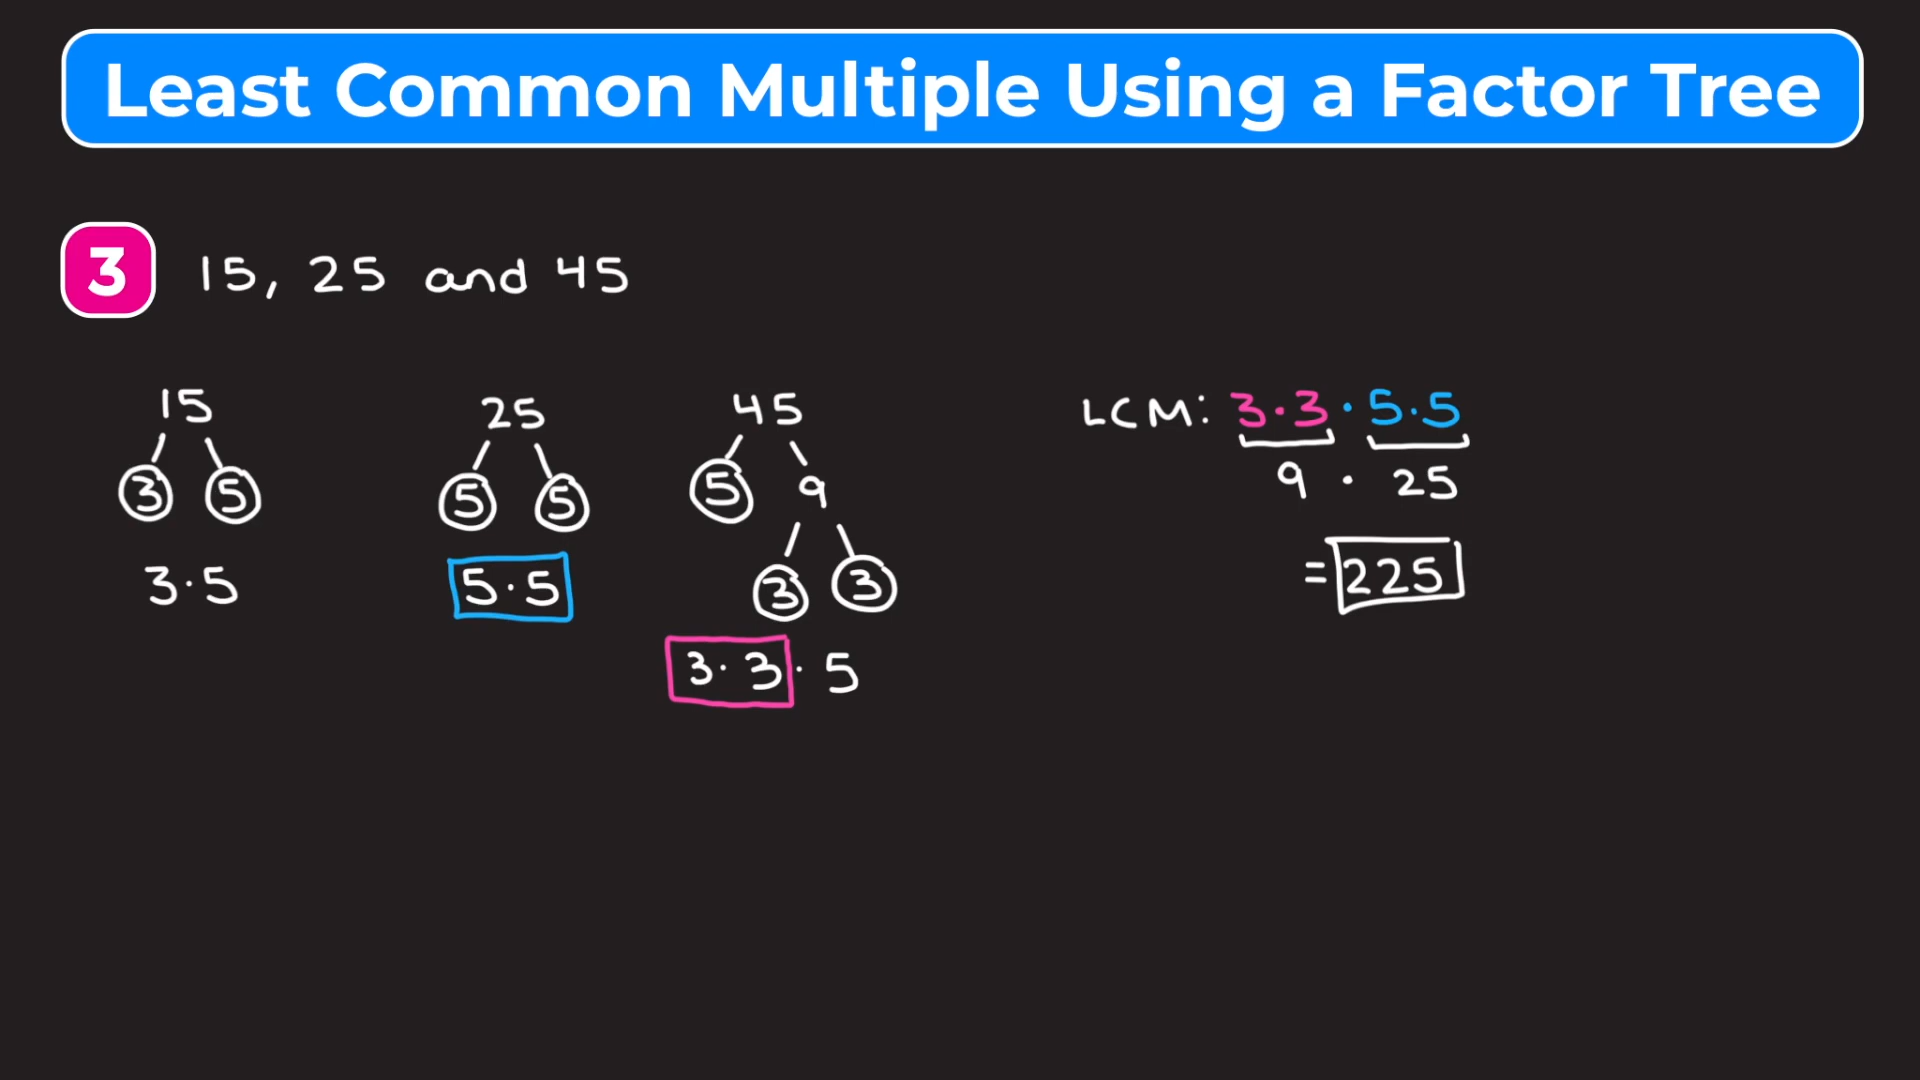 Least Common Multiple Using a Factor Tree
3 15, 25 and 45
15 25 45 LCM: 3·3·5·5
3 5 5 5 5 9 9 · 25
3·5 5·5 3 3 =225
3·3·5